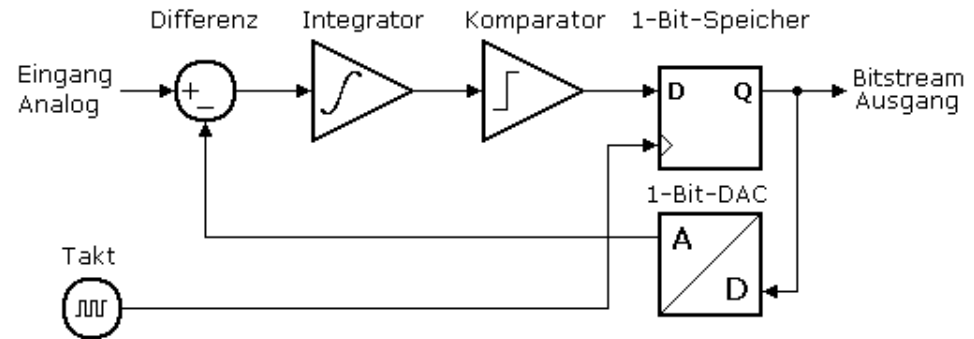 Differenz
Integrator
Komparator
1-Bit-Speicher
Eingang
Analog
+
–
D
Q
Bitstream
Ausgang
1-Bit-DAC
A
D
Takt